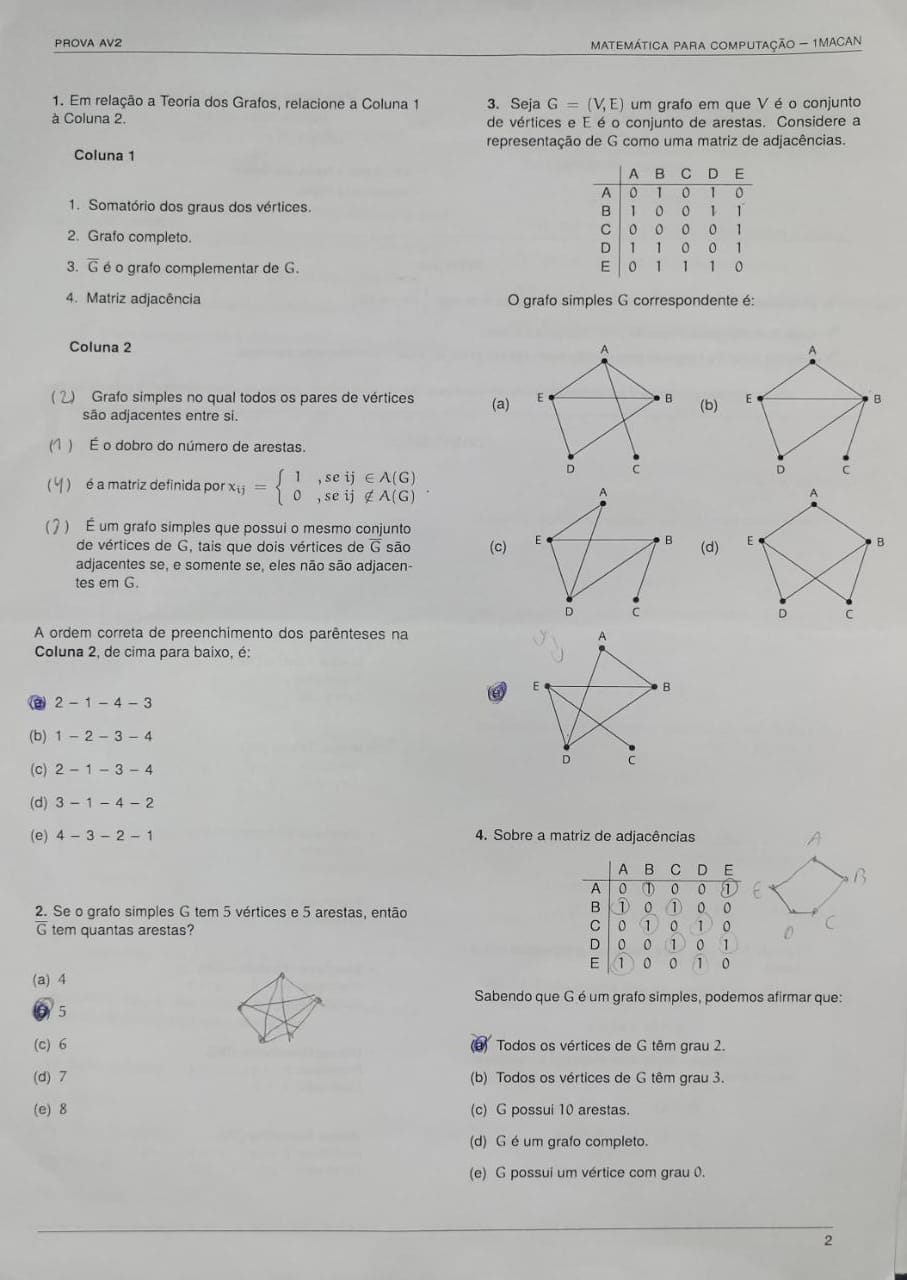 PROVA AV2
MATEMÁTICA PARA COMPUTAÇÃO – 1MACAN
1. Em relação a Teoria dos Grafos, relacione a Coluna 1
à Coluna 2.
Coluna 1
1. Somatório dos graus dos vértices.
2. Grafo completo.
3. G̅ é o grafo complementar de G.
4. Matriz adjacência
Coluna 2
(2) Grafo simples no qual todos os pares de vértices
são adjacentes entre si.
(1) É o dobro do número de arestas.
(4) é a matriz definida por xij = { 1 , se ij ∈ A(G)
0 , se ij ∉ A(G) .
(3) É um grafo simples que possui o mesmo conjunto
de vértices de G, tais que dois vértices de G̅ são
adjacentes se, e somente se, eles não são adjacen-
tes em G.
A ordem correta de preenchimento dos parênteses na
Coluna 2, de cima para baixo, é:
(a) 2 – 1 – 4 – 3
(b) 1 – 2 – 3 – 4
(c) 2 – 1 – 3 – 4
(d) 3 – 1 – 4 – 2
(e) 4 – 3 – 2 – 1
2. Se o grafo simples G tem 5 vértices e 5 arestas, então
G̅ tem quantas arestas?
(a) 4
(b) 5
(c) 6
(d) 7
(e) 8
3. Seja G = (V, E) um grafo em que V é o conjunto
de vértices e E é o conjunto de arestas. Considere a
representação de G como uma matriz de adjacências.
A B C D E
A 0 1 0 1 0
B 1 0 0 1 1
C 0 0 0 0 1
D 1 1 0 0 1
E 0 1 1 1 0
O grafo simples G correspondente é:
A
(a) E B
D C
A
(b) E B
D C
A
(c) E B
D C
A
(d) E B
D C
A
(e) E B
D C
4. Sobre a matriz de adjacências
A B C D E
A 0 1 0 0 1
B 1 0 1 0 0
C 0 1 0 1 0
D 0 0 1 0 1
E 1 0 0 1 0
A
E B
D C
Sabendo que G é um grafo simples, podemos afirmar que:
(a) Todos os vértices de G têm grau 2.
(b) Todos os vértices de G têm grau 3.
(c) G possui 10 arestas.
(d) G é um grafo completo.
(e) G possui um vértice com grau 0.
2